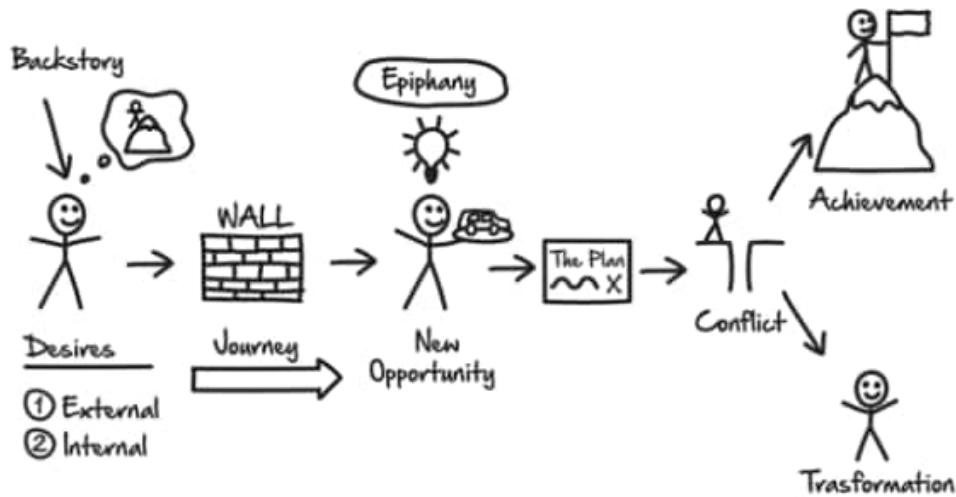 Backstory
Desires
1 External
2 Internal
WALL
Journey
Epiphany
New
Opportunity
The Plan
X
Conflict
Achievement
Trasformation